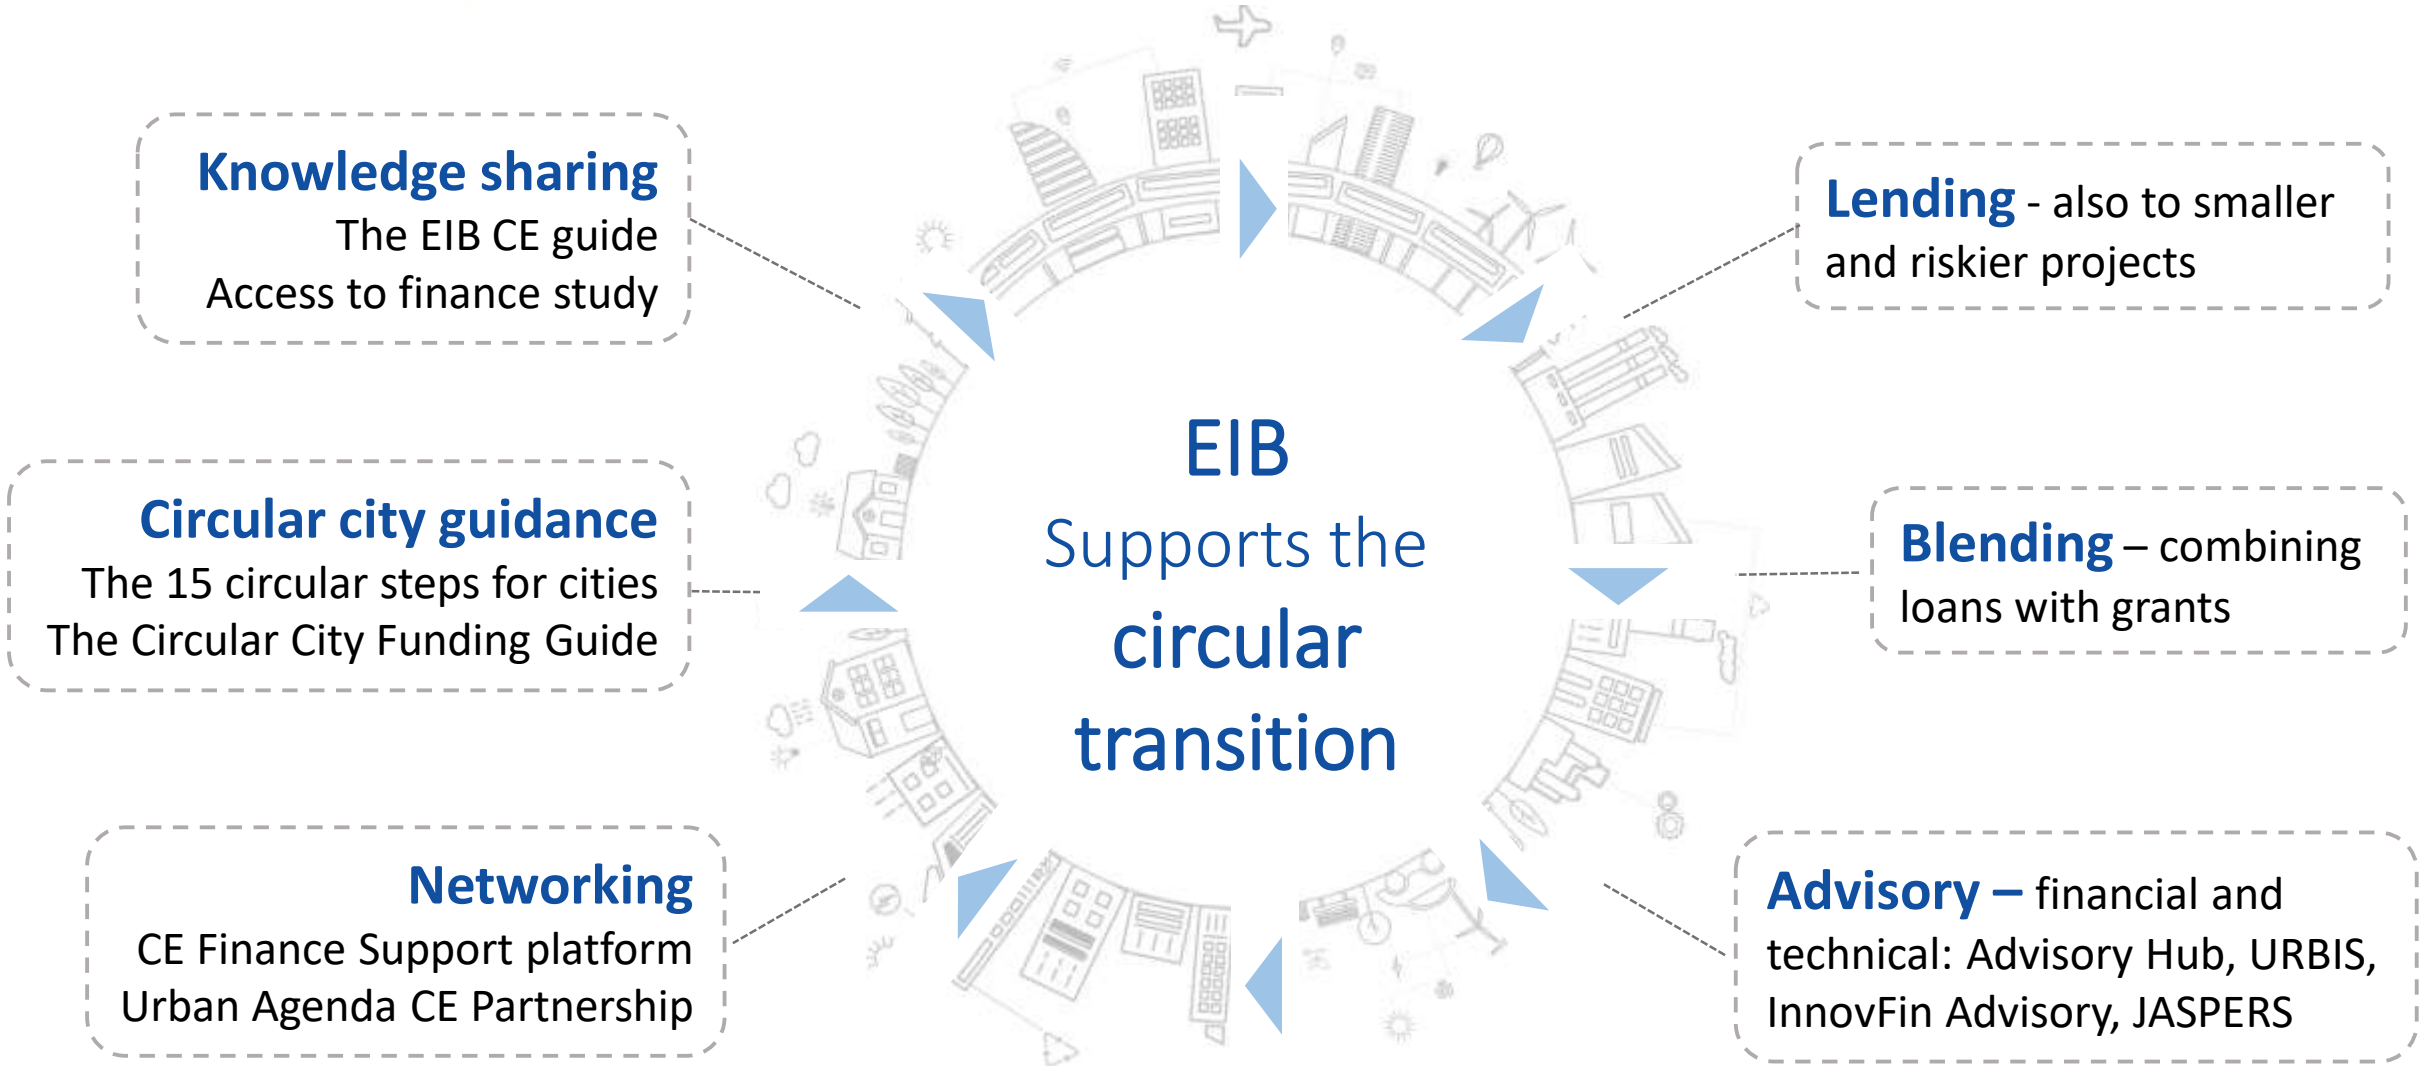 Knowledge sharing
The EIB CE guide
Access to finance study
Circular city guidance
The 15 circular steps for cities
The Circular City Funding Guide
Networking
CE Finance Support platform
Urban Agenda CE Partnership
EIB
Supports the
circular
transition
Lending - also to smaller
and riskier projects
Blending – combining
loans with grants
Advisory – financial and
technical: Advisory Hub, URBIS,
InnovFin Advisory, JASPERS